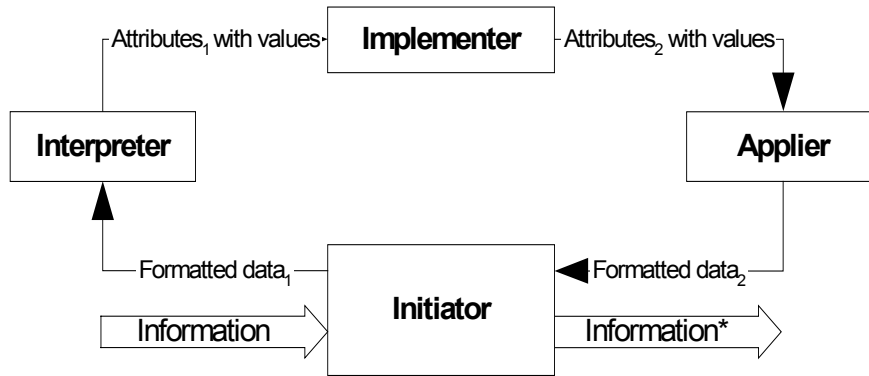 Attributes₁ with values
Implementer
Attributes₂ with values
Interpreter
Applier
Formatted data₁
Initiator
Formatted data₂
Information
Information*